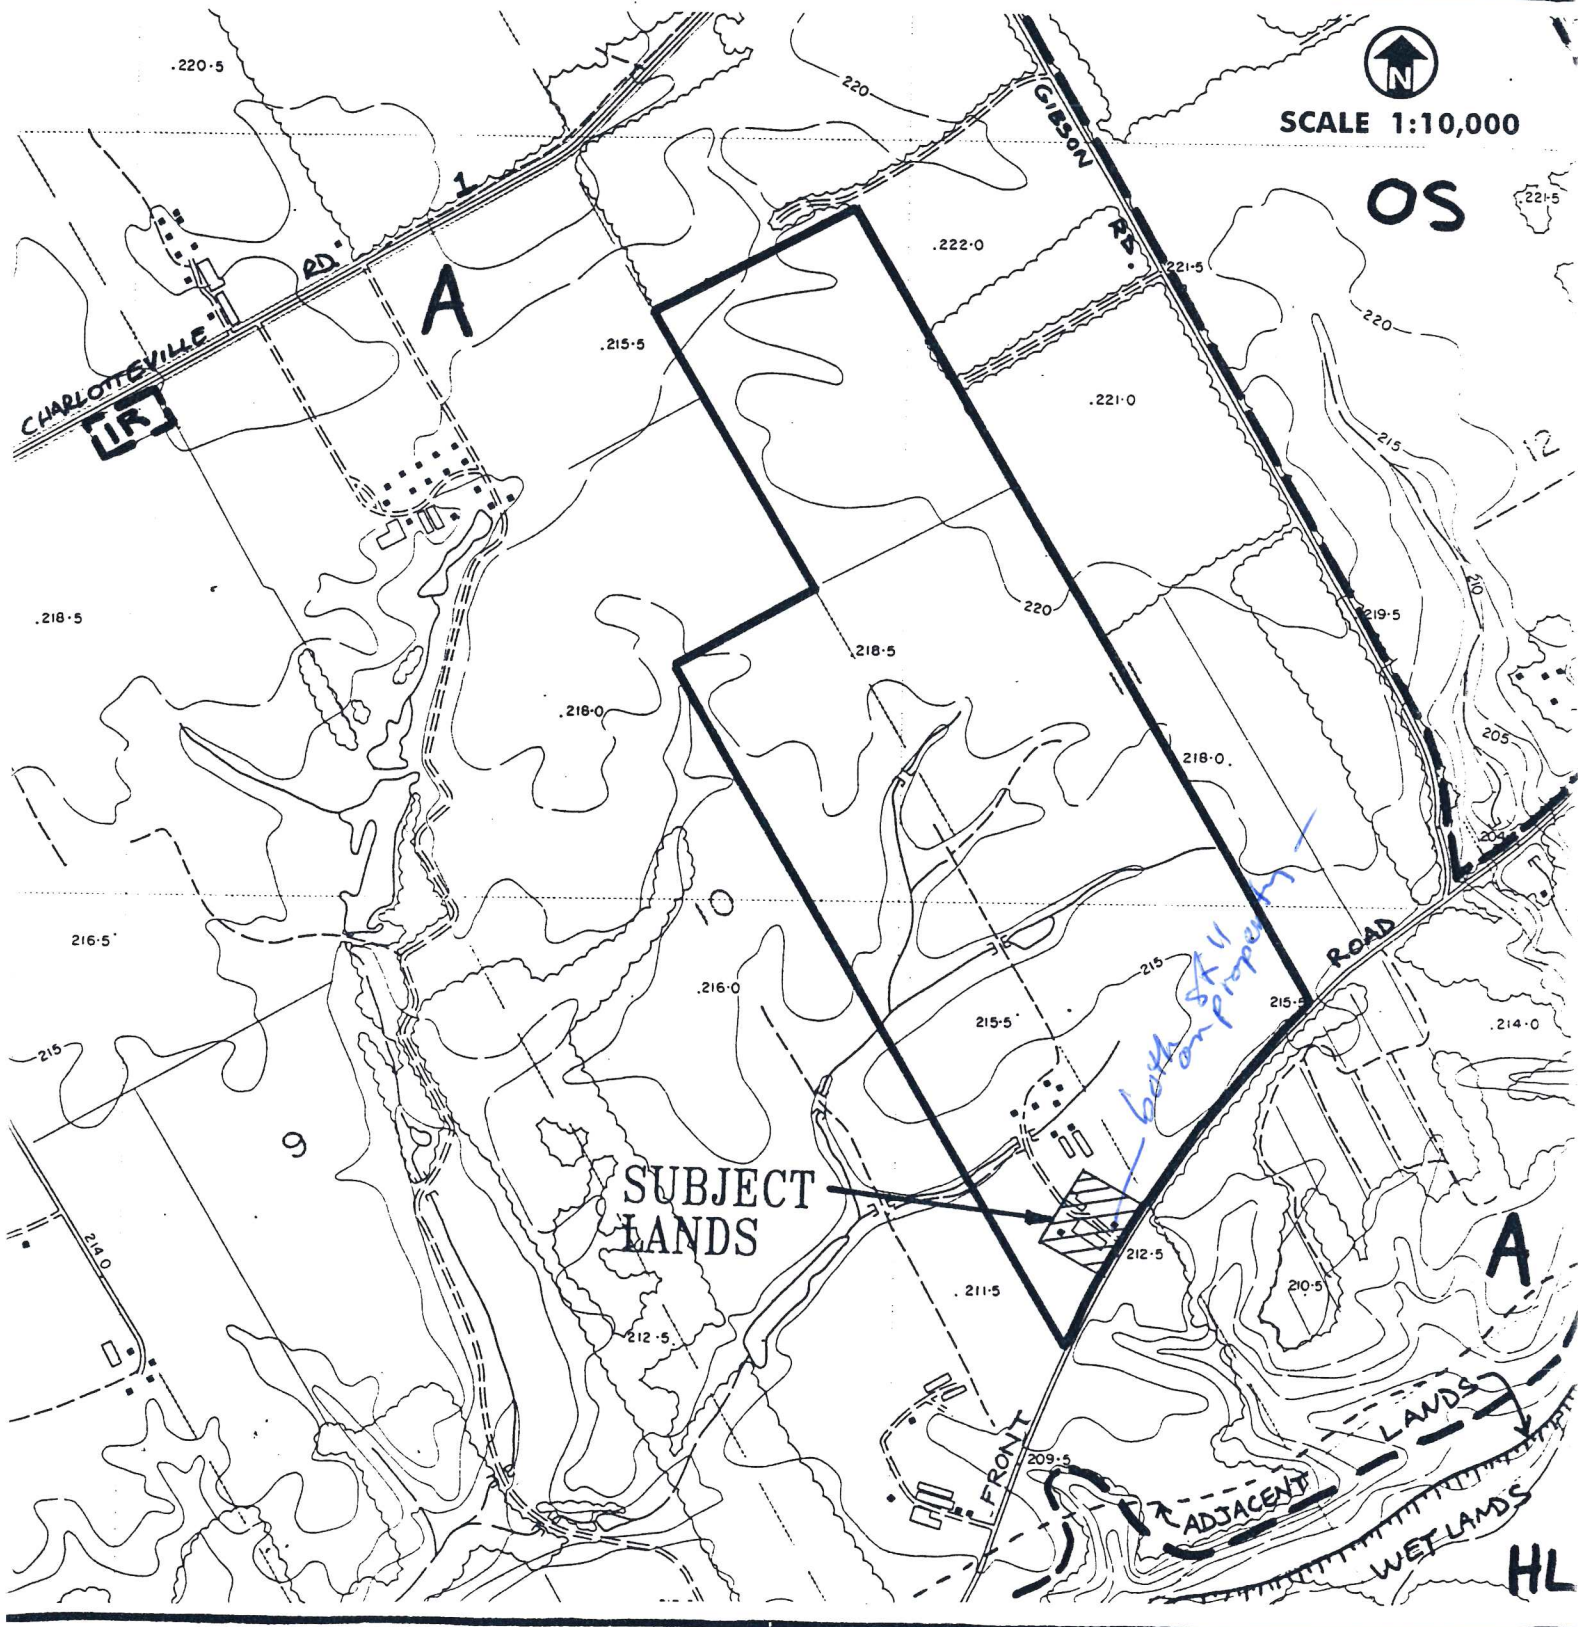 .220.5
220
N
SCALE 1:10,000
GIBSON
RD.
OS
.221.5
1
RD.
A
.222.0
221.5
220
.215.5
CHARLOTTEVILLE
IR
.221.0
215
12
210
.218.5
220
219.5
218.5
.218.0
205
218.0.
204
10
216.5
ROAD
.216.0
215
both still
on property
215.5
215.5
.214.0
215
9
SUBJECT
LANDS
214.0
212.5
A
.211.5
210.5
212.5
LANDS
FRONT
209.5
ADJACENT
WETLANDS
HL